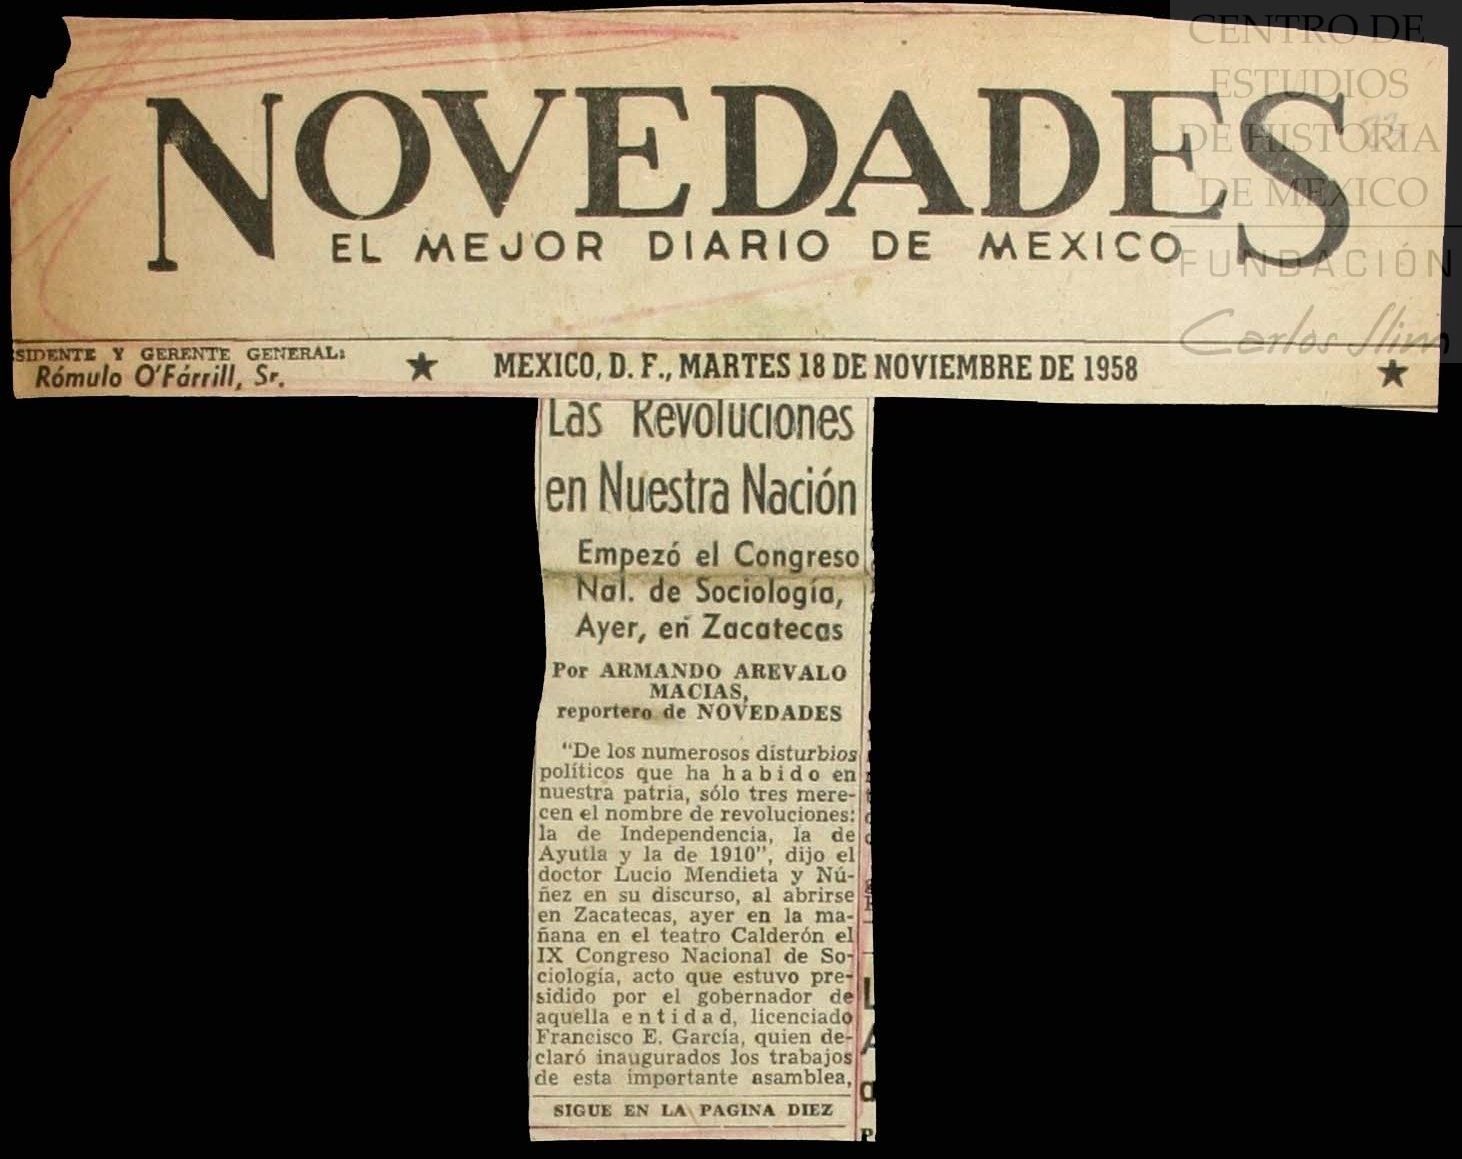 CENTRO DE
ESTUDIOS
DE HISTORIA
DE MEXICO
FUNDACIÓN
Carlos Slim
NOVEDADES
EL MEJOR DIARIO DE MEXICO
SIDENTE Y GERENTE GENERAL:
Rómulo O'Fárrill, Sr.
★ MEXICO, D. F., MARTES 18 DE NOVIEMBRE DE 1958 ★
Las Revoluciones
en Nuestra Nación
Empezó el Congreso
Nal. de Sociología,
Ayer, en Zacatecas
Por ARMANDO AREVALO
MACIAS,
reportero de NOVEDADES
"De los numerosos disturbios
políticos que ha habido en
nuestra patria, sólo tres mere-
cen el nombre de revoluciones:
la de Independencia, la de
Ayutla y la de 1910", dijo el
doctor Lucio Mendieta y Nú-
ñez en su discurso, al abrirse
en Zacatecas, ayer en la ma-
ñana en el teatro Calderón el
IX Congreso Nacional de So-
ciología, acto que estuvo pre-
sidido por el gobernador de
aquella entidad, licenciado
Francisco E. García, quien de-
claró inaugurados los trabajos
de esta importante asamblea,
SIGUE EN LA PAGINA DIEZ